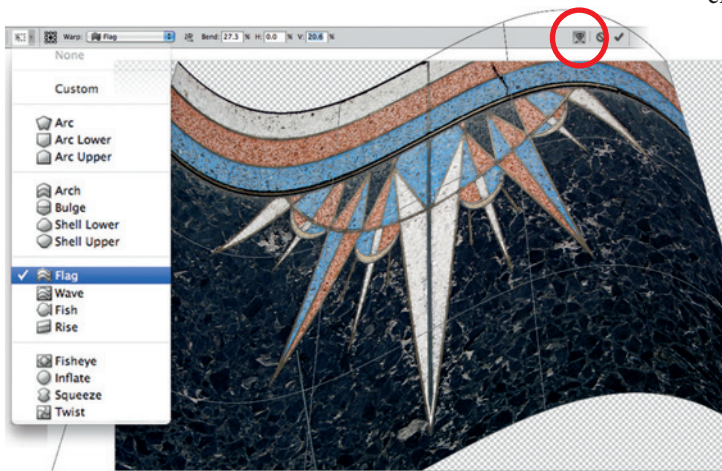 Warp: Flag Bend: 27.3 % H: 0.0 % V: 20.6 %
None
Custom
Arc
Arc Lower
Arc Upper
Arch
Bulge
Shell Lower
Shell Upper
✓ Flag
Wave
Fish
Rise
Fisheye
Inflate
Squeeze
Twist